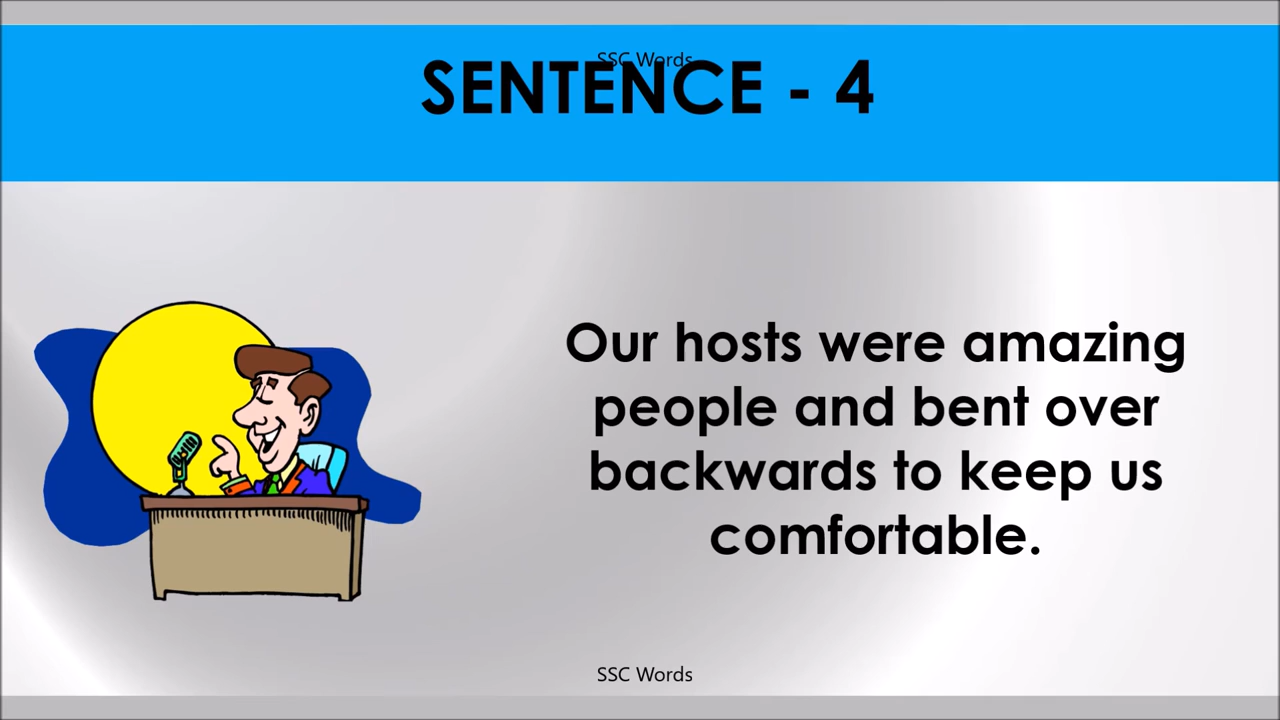 SSC Words
SENTENCE - 4
Our hosts were amazing
people and bent over
backwards to keep us
comfortable.
SSC Words